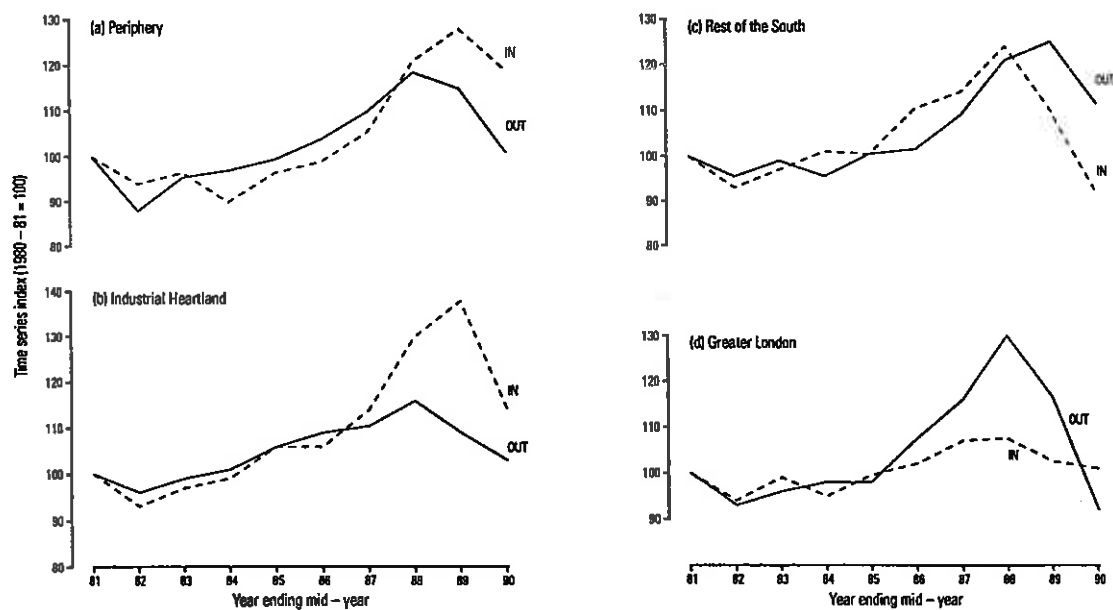 (a) Periphery
130
120
110
100
90
80
IN
OUT
Time series index (1980 – 81 = 100)
(b) Industrial Heartland
140
130
120
110
100
90
80
IN
OUT
81 82 83 84 85 86 87 88 89 90
Year ending mid – year
(c) Rest of the South
130
120
110
100
90
80
OUT
IN
(d) Greater London
130
120
110
100
90
OUT
IN
81 82 83 84 85 86 87 88 89 90
Year ending mid – year